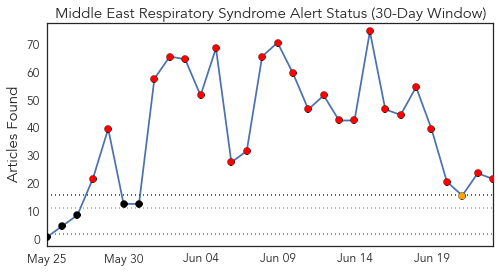 Middle East Respiratory Syndrome Alert Status (30-Day Window)
Articles Found
70
60
50
40
30
20
10
0
May 25 May 30 Jun 04 Jun 09 Jun 14 Jun 19